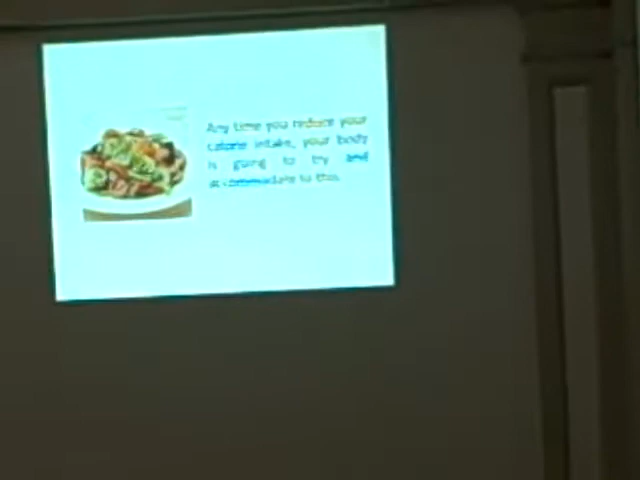 Any time you reduce your
calorie intake, your body
is going to try and
accommodate to this.